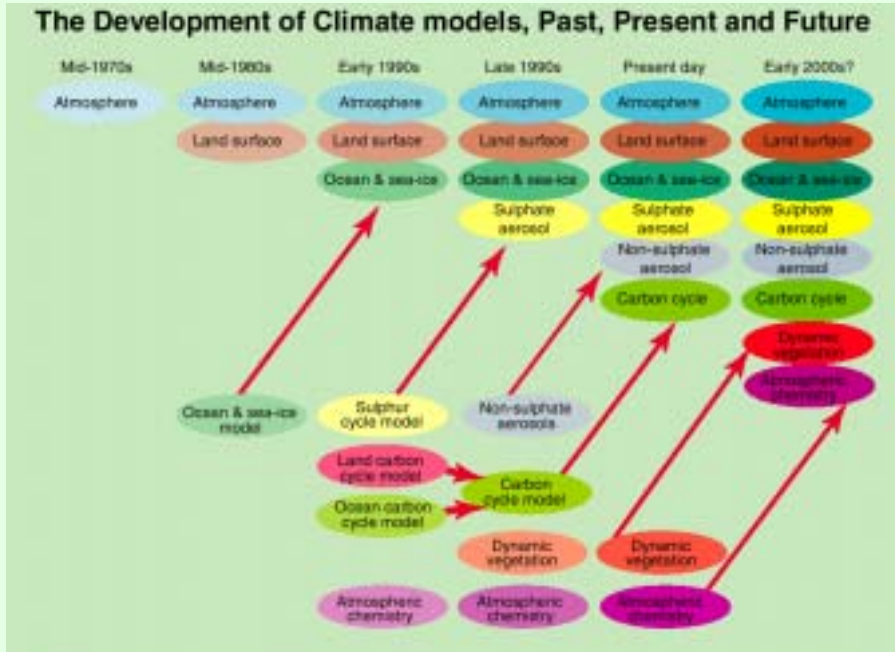 The Development of Climate models, Past, Present and Future
Mid-1970s Mid-1980s Early 1990s Late 1990s Present day Early 2000s?
Atmosphere Atmosphere Atmosphere Atmosphere Atmosphere Atmosphere
Land surface Land surface Land surface Land surface Land surface
Ocean & sea-ice Ocean & sea-ice Ocean & sea-ice Ocean & sea-ice
Sulphate Sulphate Sulphate
aerosol aerosol aerosol
Non-sulphate Non-sulphate
aerosol aerosol
Carbon cycle Carbon cycle
Dynamic
vegetation
Atmospheric
chemistry
Ocean & sea-ice
model
Sulphur
cycle model
Non-sulphate
aerosols
Land carbon
cycle model
Carbon
cycle model
Ocean carbon
cycle model
Dynamic
vegetation
Dynamic
vegetation
Atmospheric
chemistry
Atmospheric
chemistry
Atmospheric
chemistry